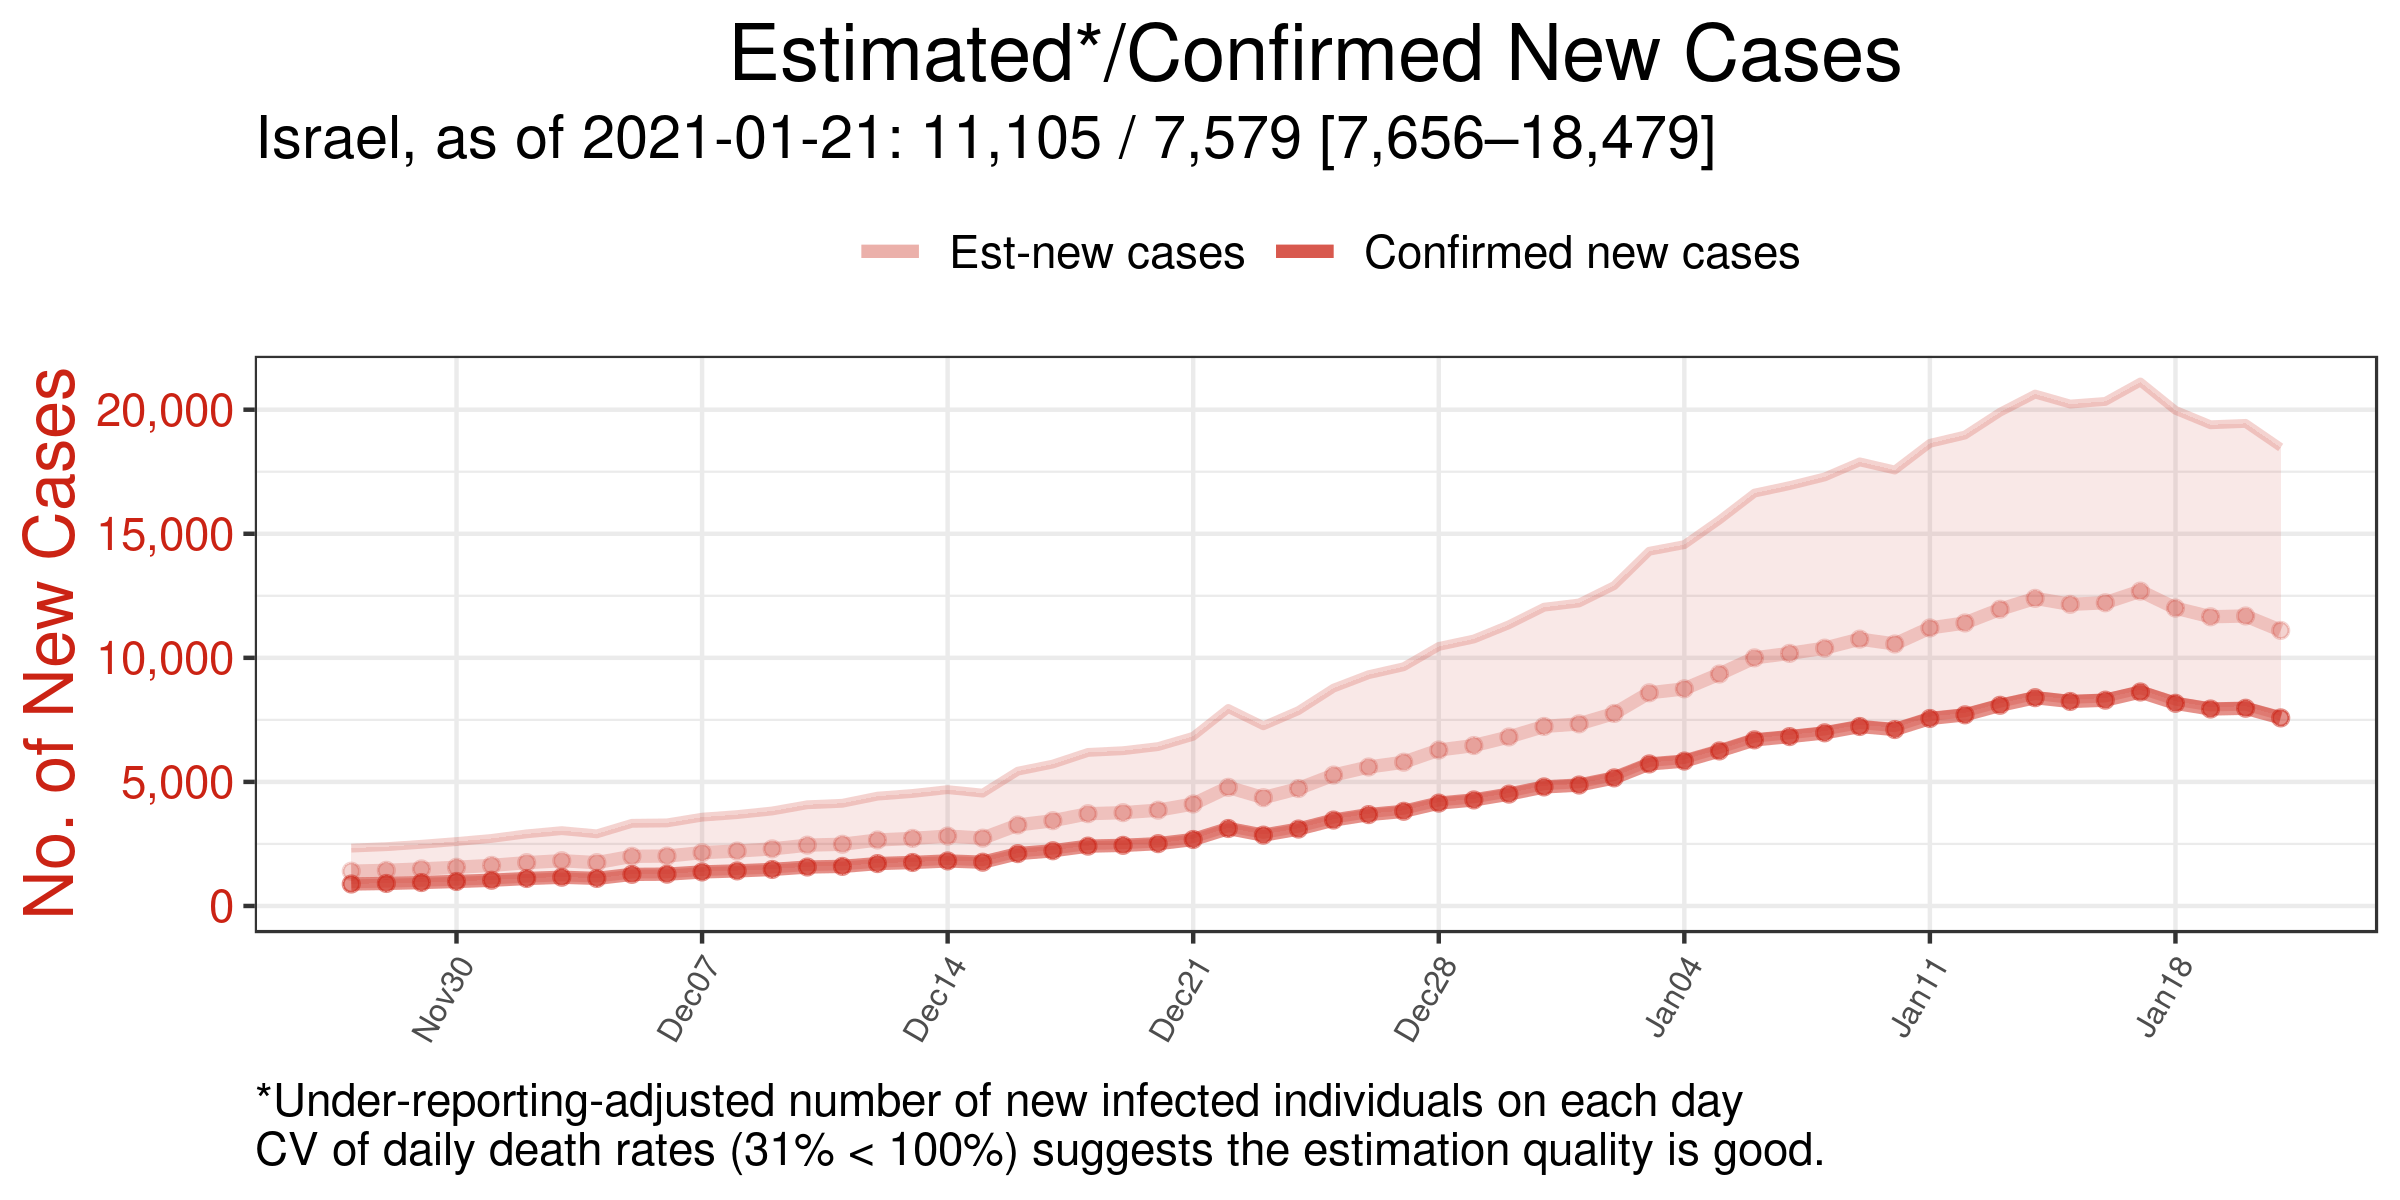 Estimated*/Confirmed New Cases
Israel, as of 2021-01-21: 11,105 / 7,579 [7,656–18,479]
Est-new cases
Confirmed new cases
No. of New Cases
20,000
15,000
10,000
5,000
0
Nov30
Dec07
Dec14
Dec21
Dec28
Jan04
Jan11
Jan18
*Under-reporting-adjusted number of new infected individuals on each day
CV of daily death rates (31% < 100%) suggests the estimation quality is good.